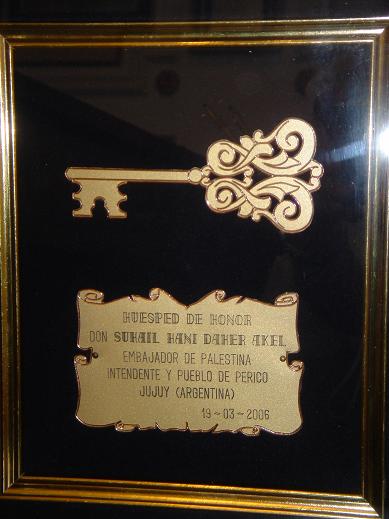 HUESPED DE HONOR
DON SUHAIL HANI DAHER AKEL
EMBAJADOR DE PALESTINA
INTENDENTE Y PUEBLO DE PERICO
JUJUY (ARGENTINA)
19-03-2006